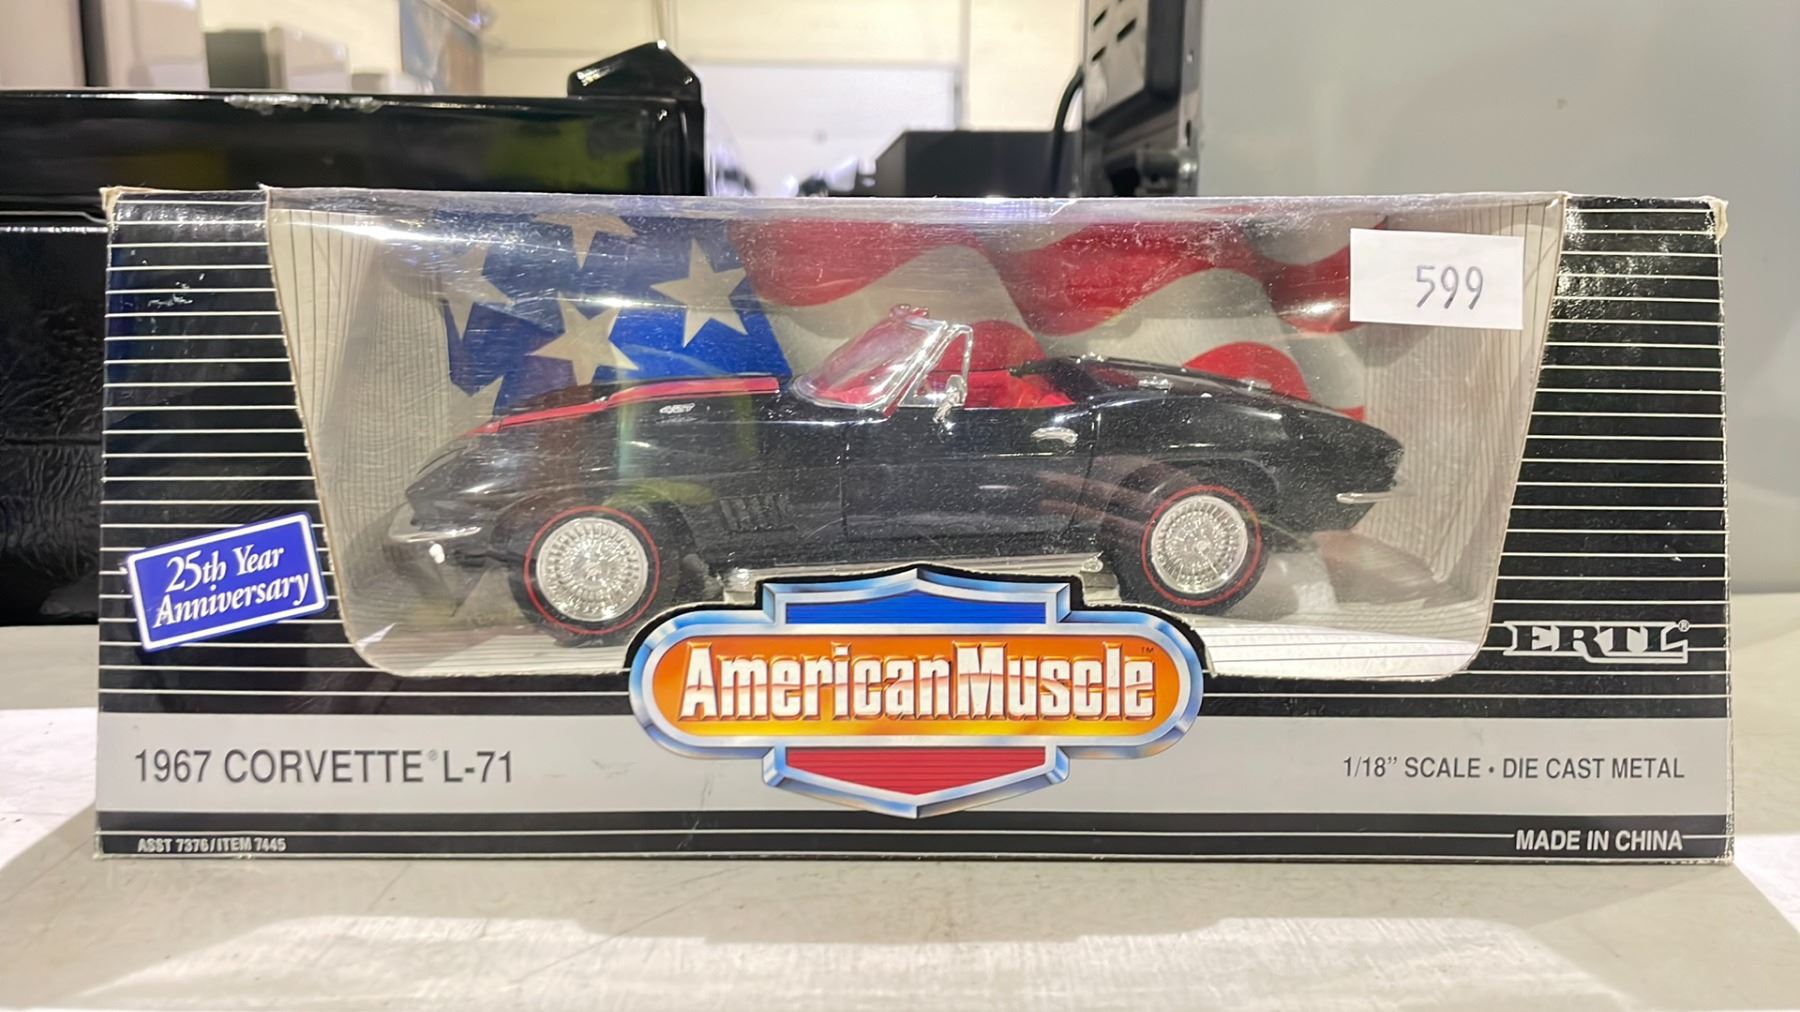 599
427
25th Year
Anniversary
ERTL®
AmericanMuscle™
1967 CORVETTE® L-71
1/18” SCALE • DIE CAST METAL
ASST 7376/ITEM 7445
MADE IN CHINA